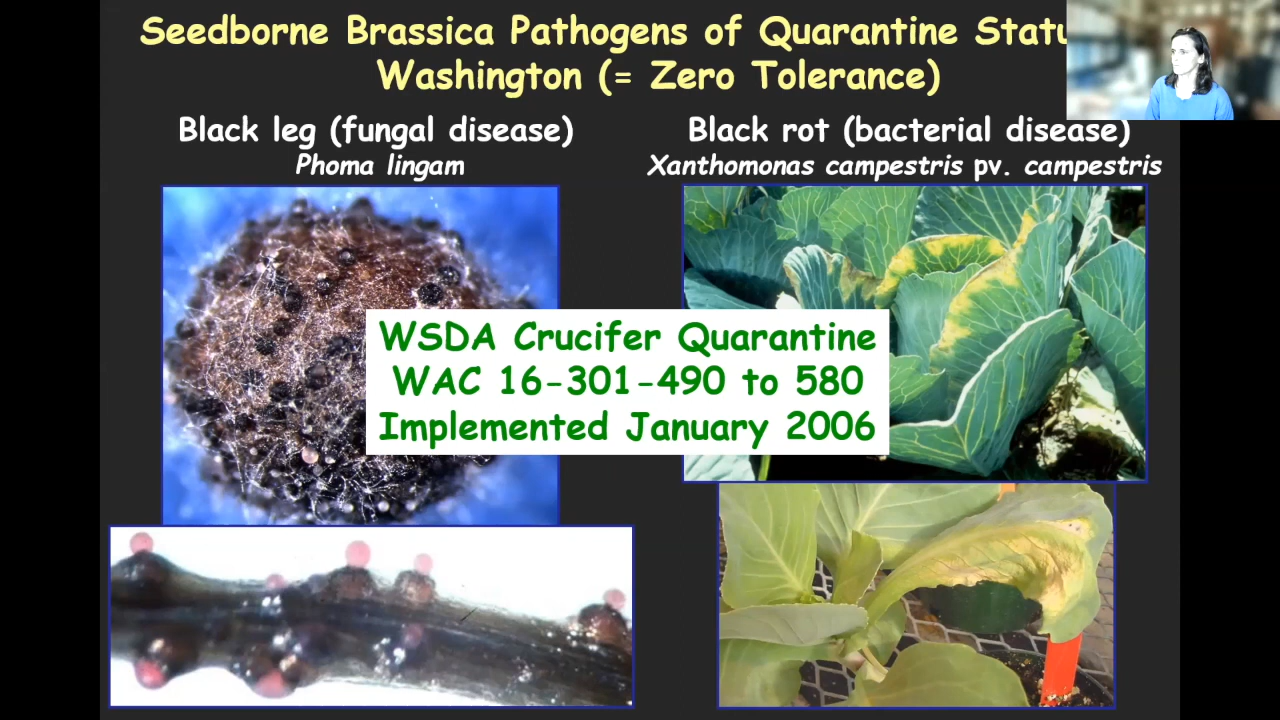 Seedborne Brassica Pathogens of Quarantine
Washington (= Zero Tolerance)
Black leg (fungal disease)
Phoma lingam
Black rot (bacterial disease)
Xanthomonas campestris pv. campestris
WSDA Crucifer Quarantine
WAC 16-301-490 to 580
Implemented January 2006